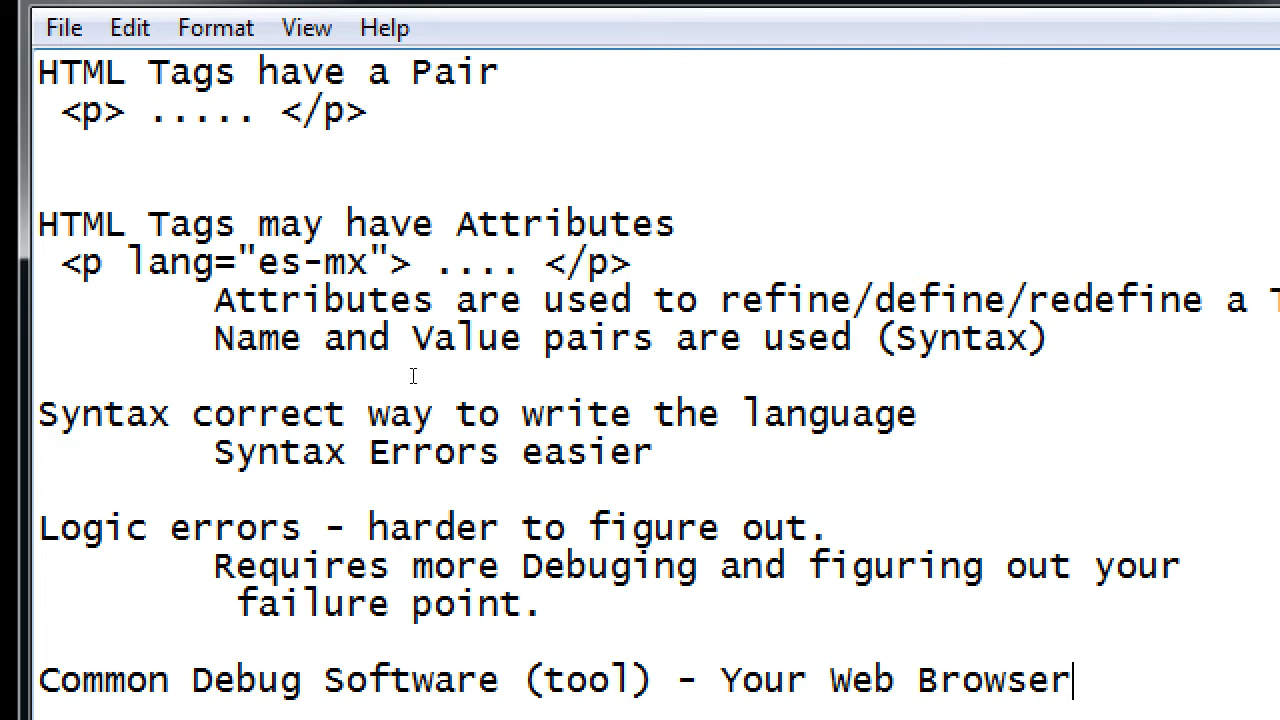 File Edit Format View Help
HTML Tags have a Pair
<p> ..... </p>
HTML Tags may have Attributes
<p lang="es-mx"> .... </p>
Attributes are used to refine/define/redefine a
Name and Value pairs are used (Syntax)
Syntax correct way to write the language
Syntax Errors easier
Logic errors - harder to figure out.
Requires more Debuging and figuring out your
failure point.
Common Debug Software (tool) - Your Web Browser